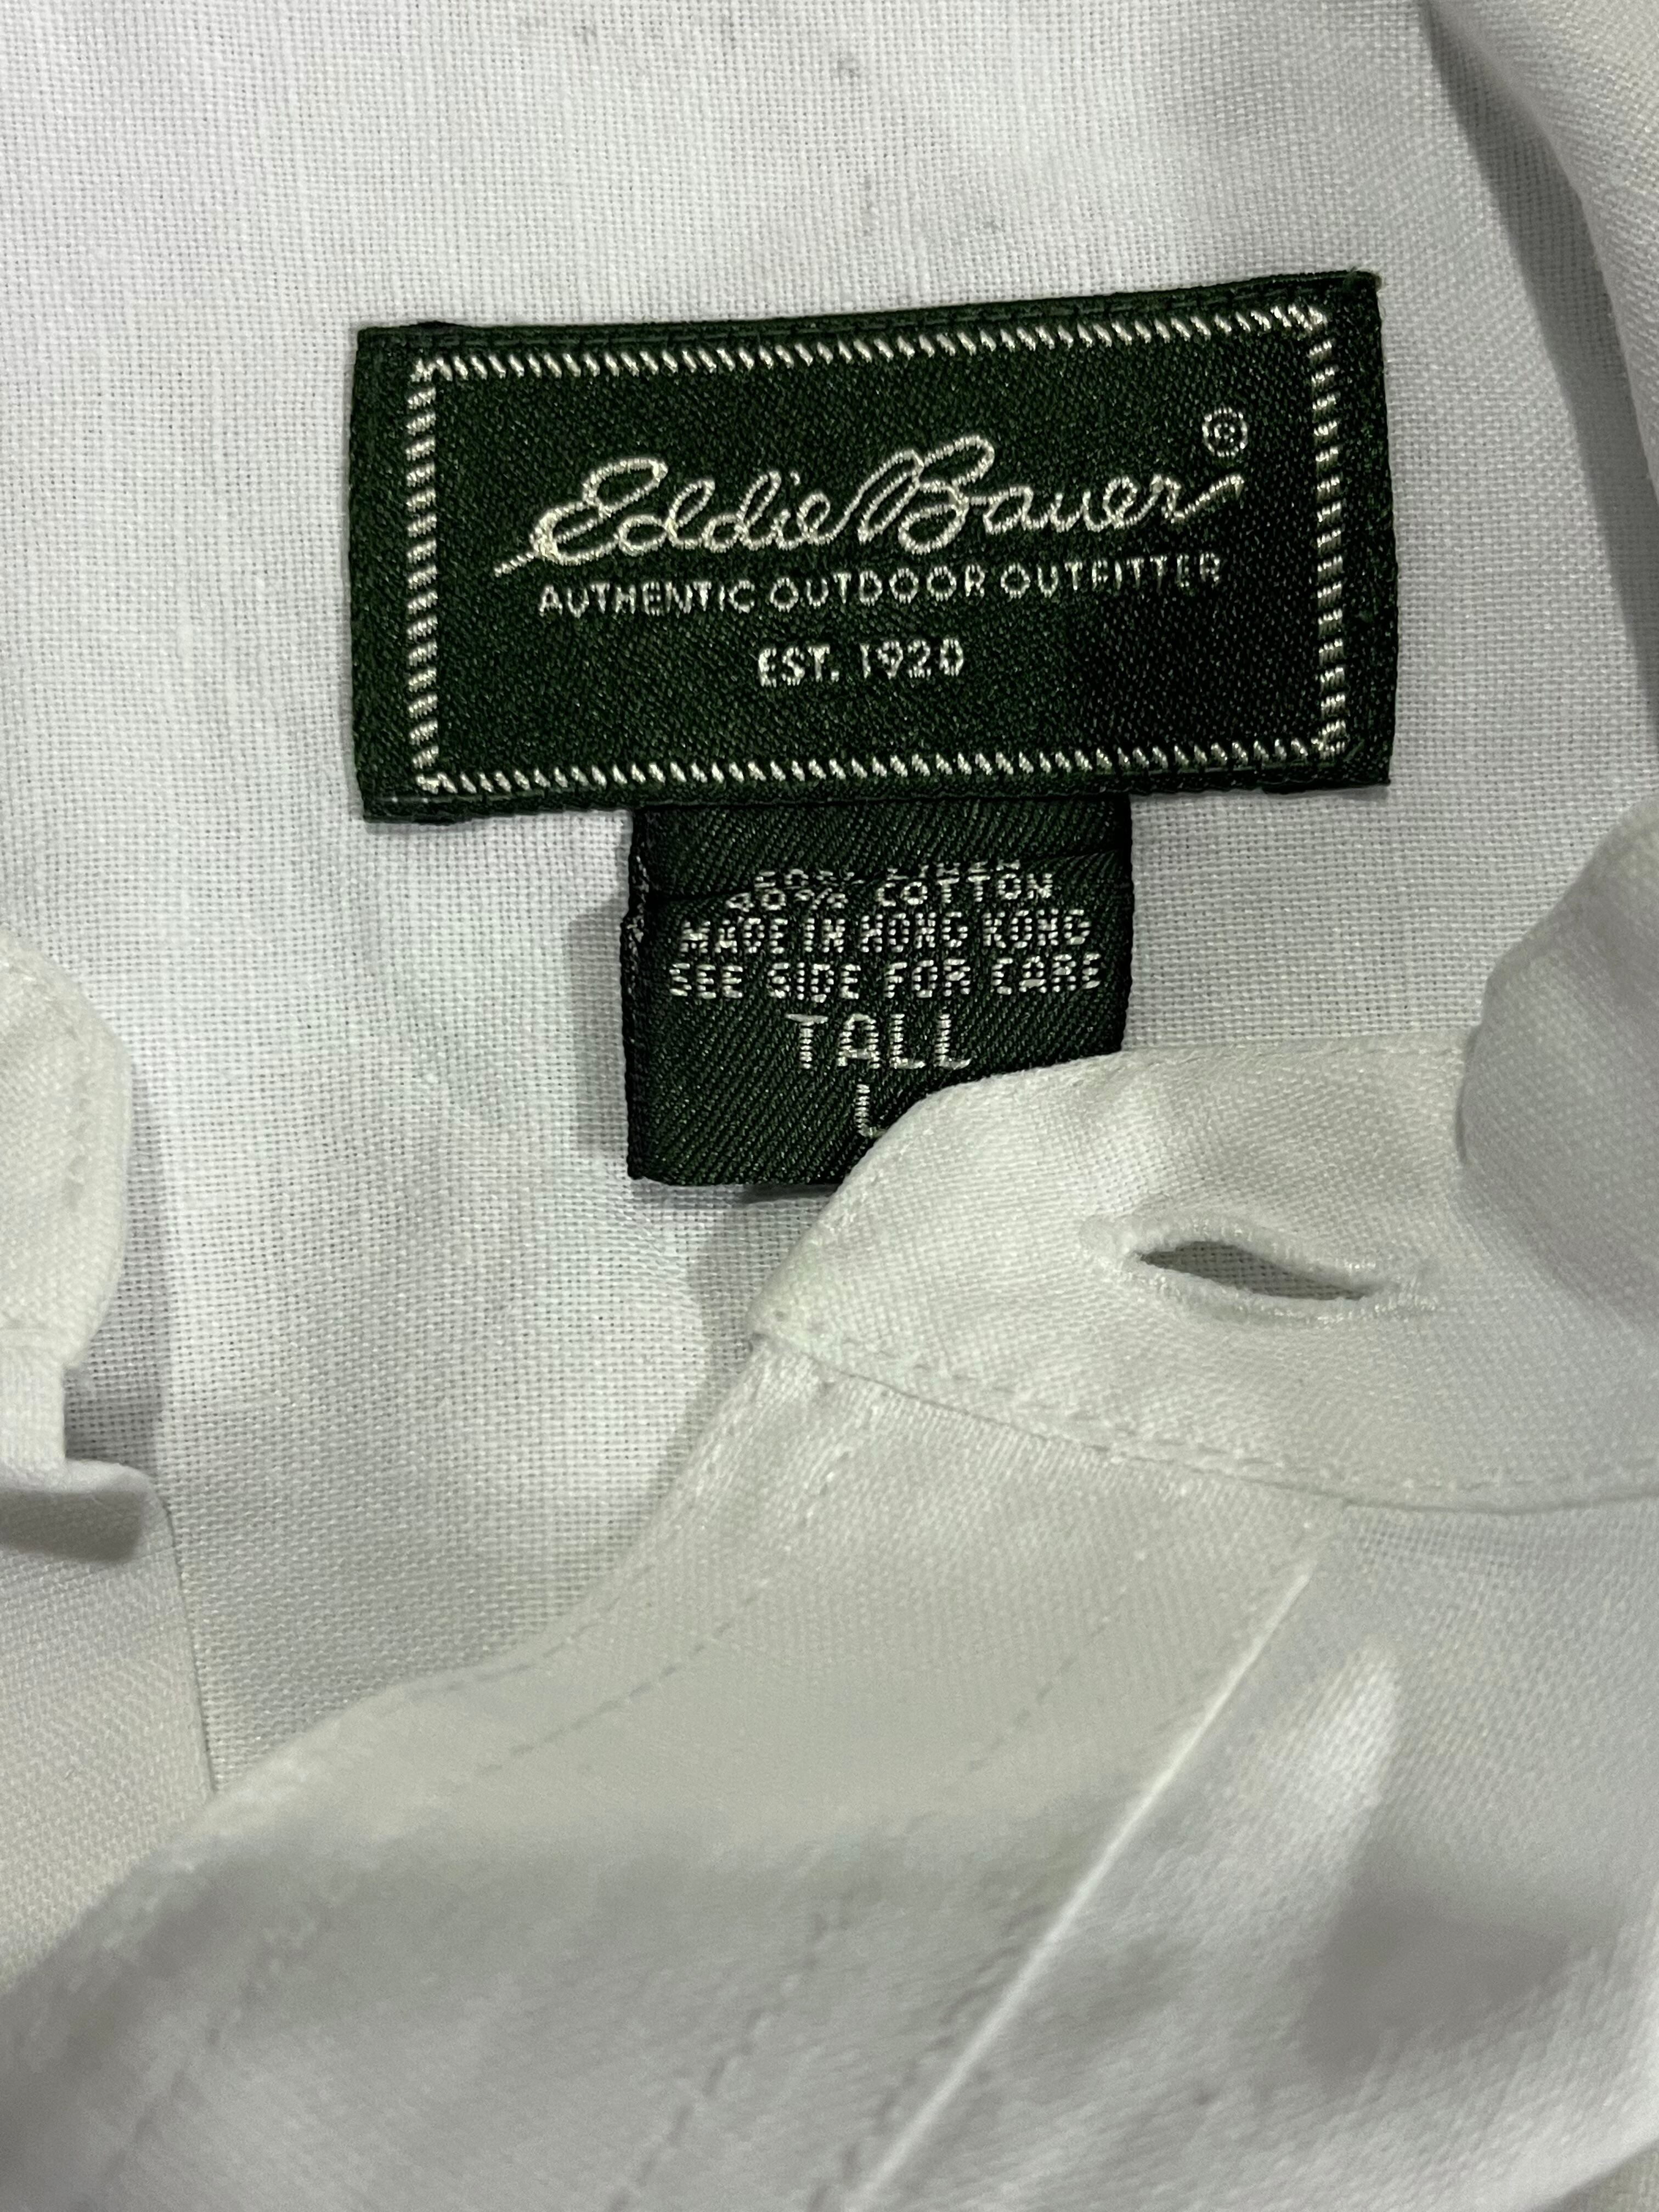 Eddie Bauer®
AUTHENTIC OUTDOOR OUTFITTER
EST. 1920
40% COTTON
MADE IN HONG KONG
SEE SIDE FOR CARE
TALL
L